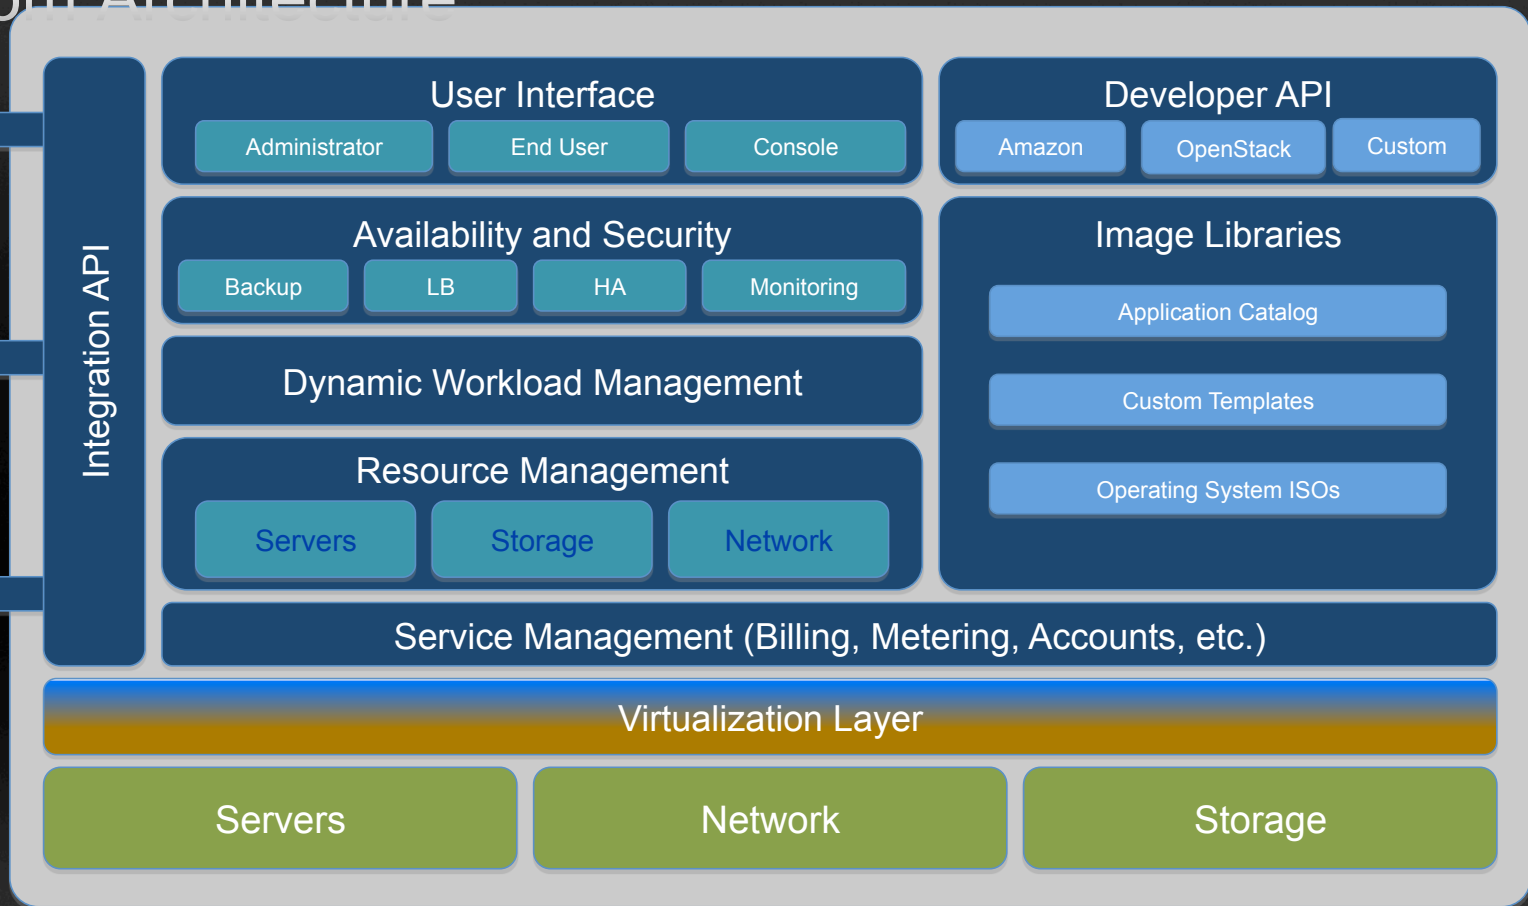 Architecture
Integration API
User Interface
Administrator
End User
Console
Developer API
Amazon
OpenStack
Custom
Availability and Security
Backup
LB
HA
Monitoring
Image Libraries
Application Catalog
Custom Templates
Operating System ISOs
Dynamic Workload Management
Resource Management
Servers
Storage
Network
Service Management (Billing, Metering, Accounts, etc.)
Virtualization Layer
Servers
Network
Storage